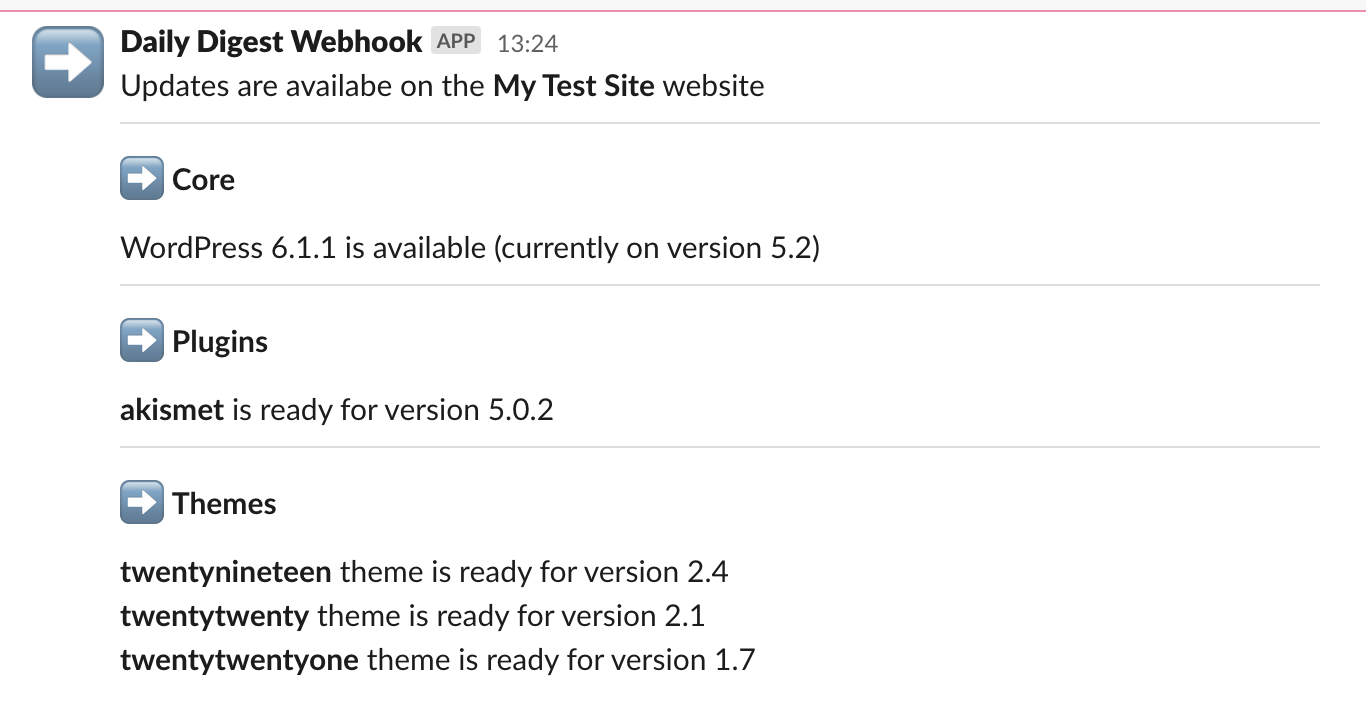 Daily Digest Webhook APP 13:24
Updates are availabe on the My Test Site website
Core
WordPress 6.1.1 is available (currently on version 5.2)
Plugins
akismet is ready for version 5.0.2
Themes
twentynineteen theme is ready for version 2.4
twentytwenty theme is ready for version 2.1
twentytwentyone theme is ready for version 1.7